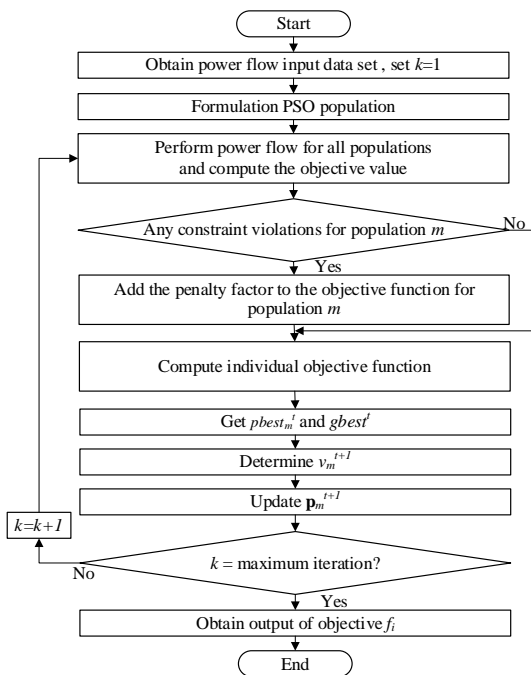 Start
Obtain power flow input data set , set k=1
Formulation PSO population
Perform power flow for all populations
and compute the objective value
Any constraint violations for population m
No
Yes
Add the penalty factor to the objective function for
population m
Compute individual objective function
Get pbestₘᵗ and gbestᵗ
Determine vₘᵗ⁺¹
Update pₘᵗ⁺¹
k=k+1
k = maximum iteration?
No
Yes
Obtain output of objective fᵢ
End